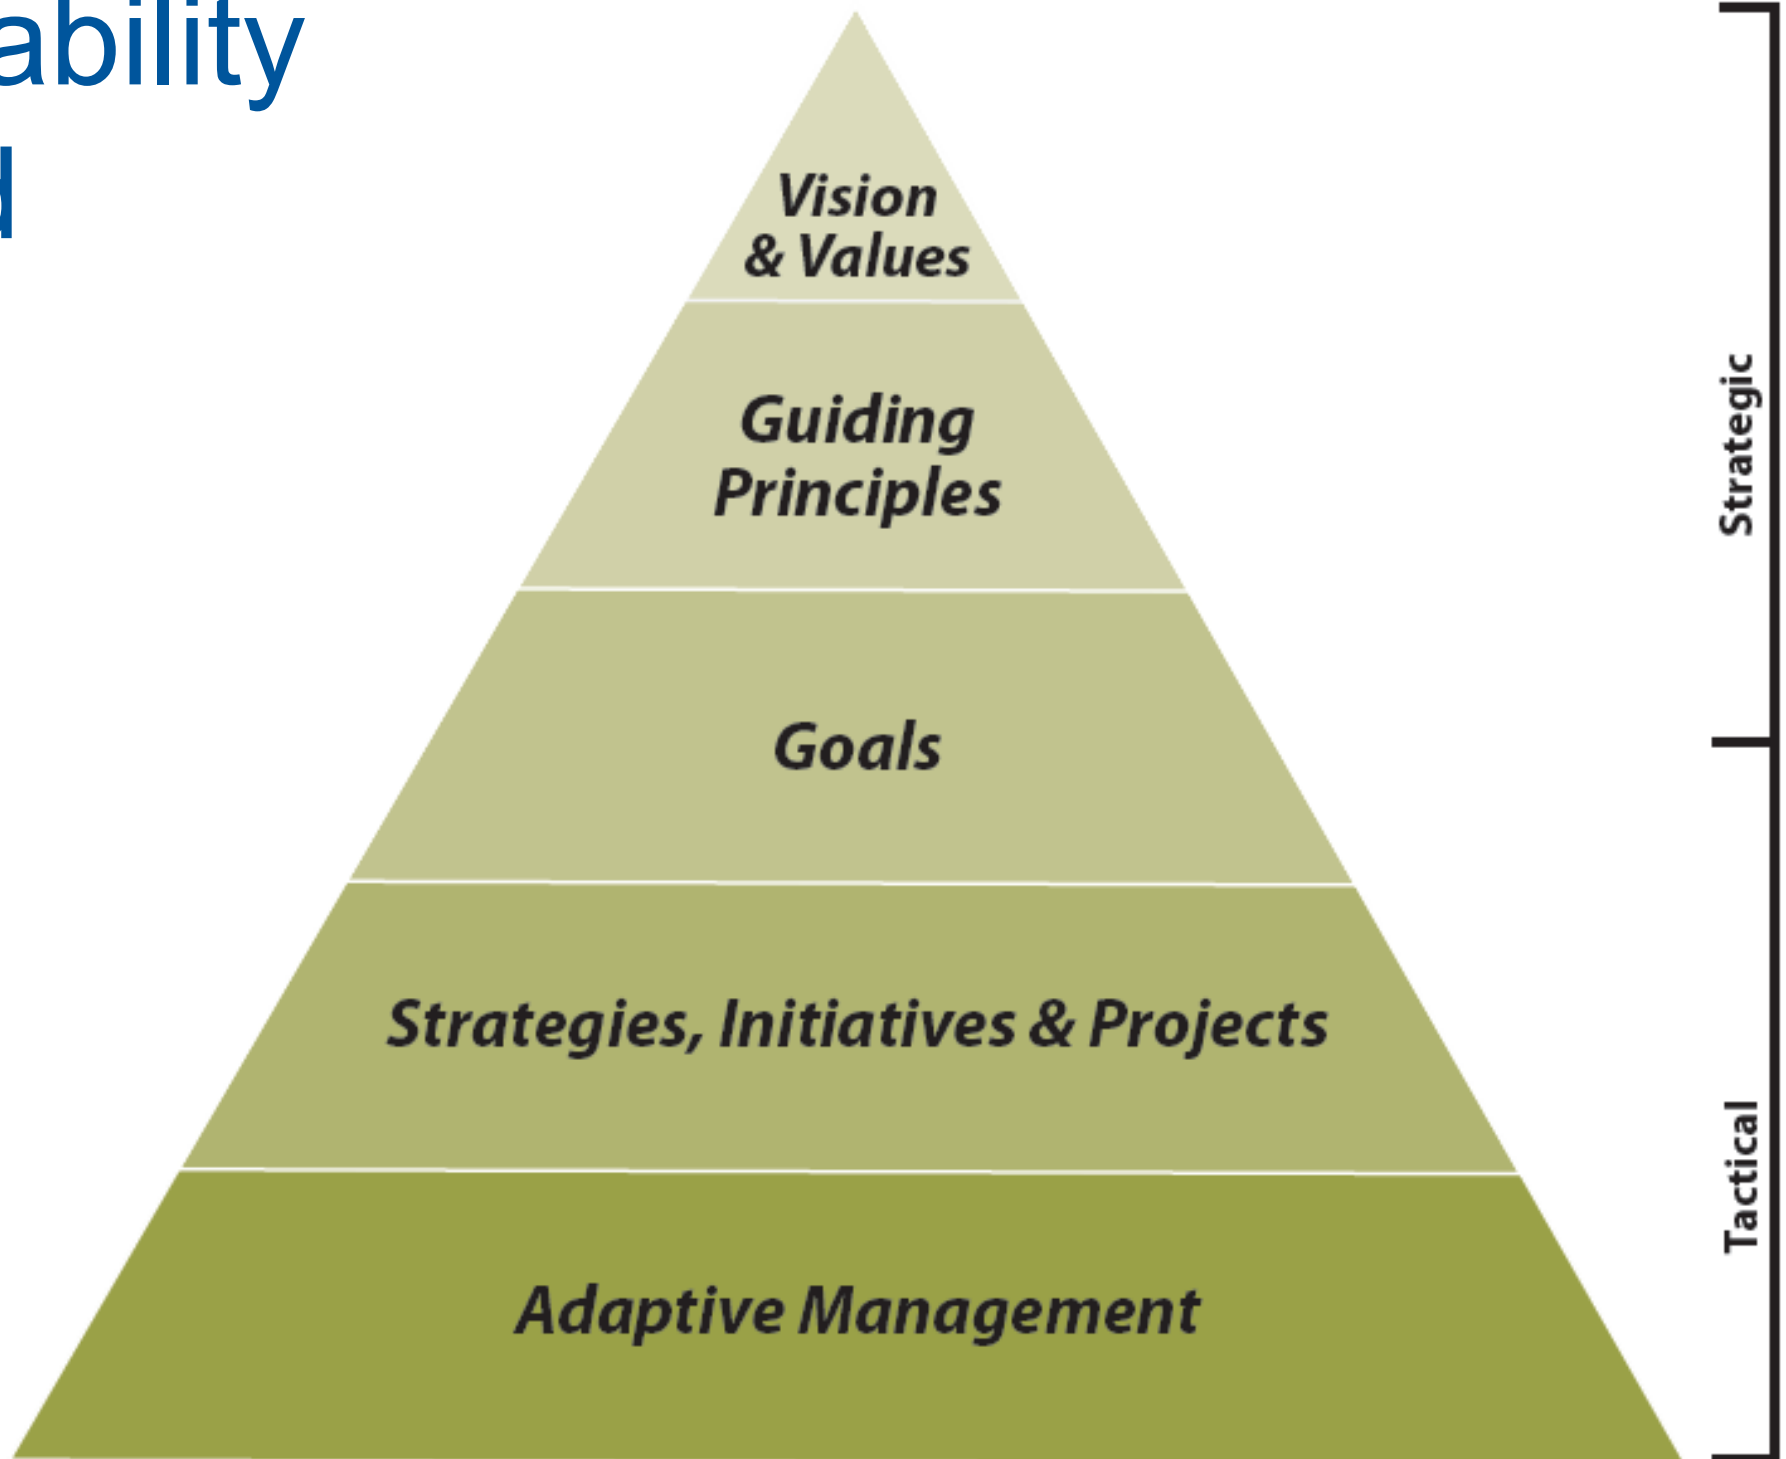 ability
d
Vision
& Values
Guiding
Principles
Goals
Strategies, Initiatives & Projects
Adaptive Management
Strategic
Tactical